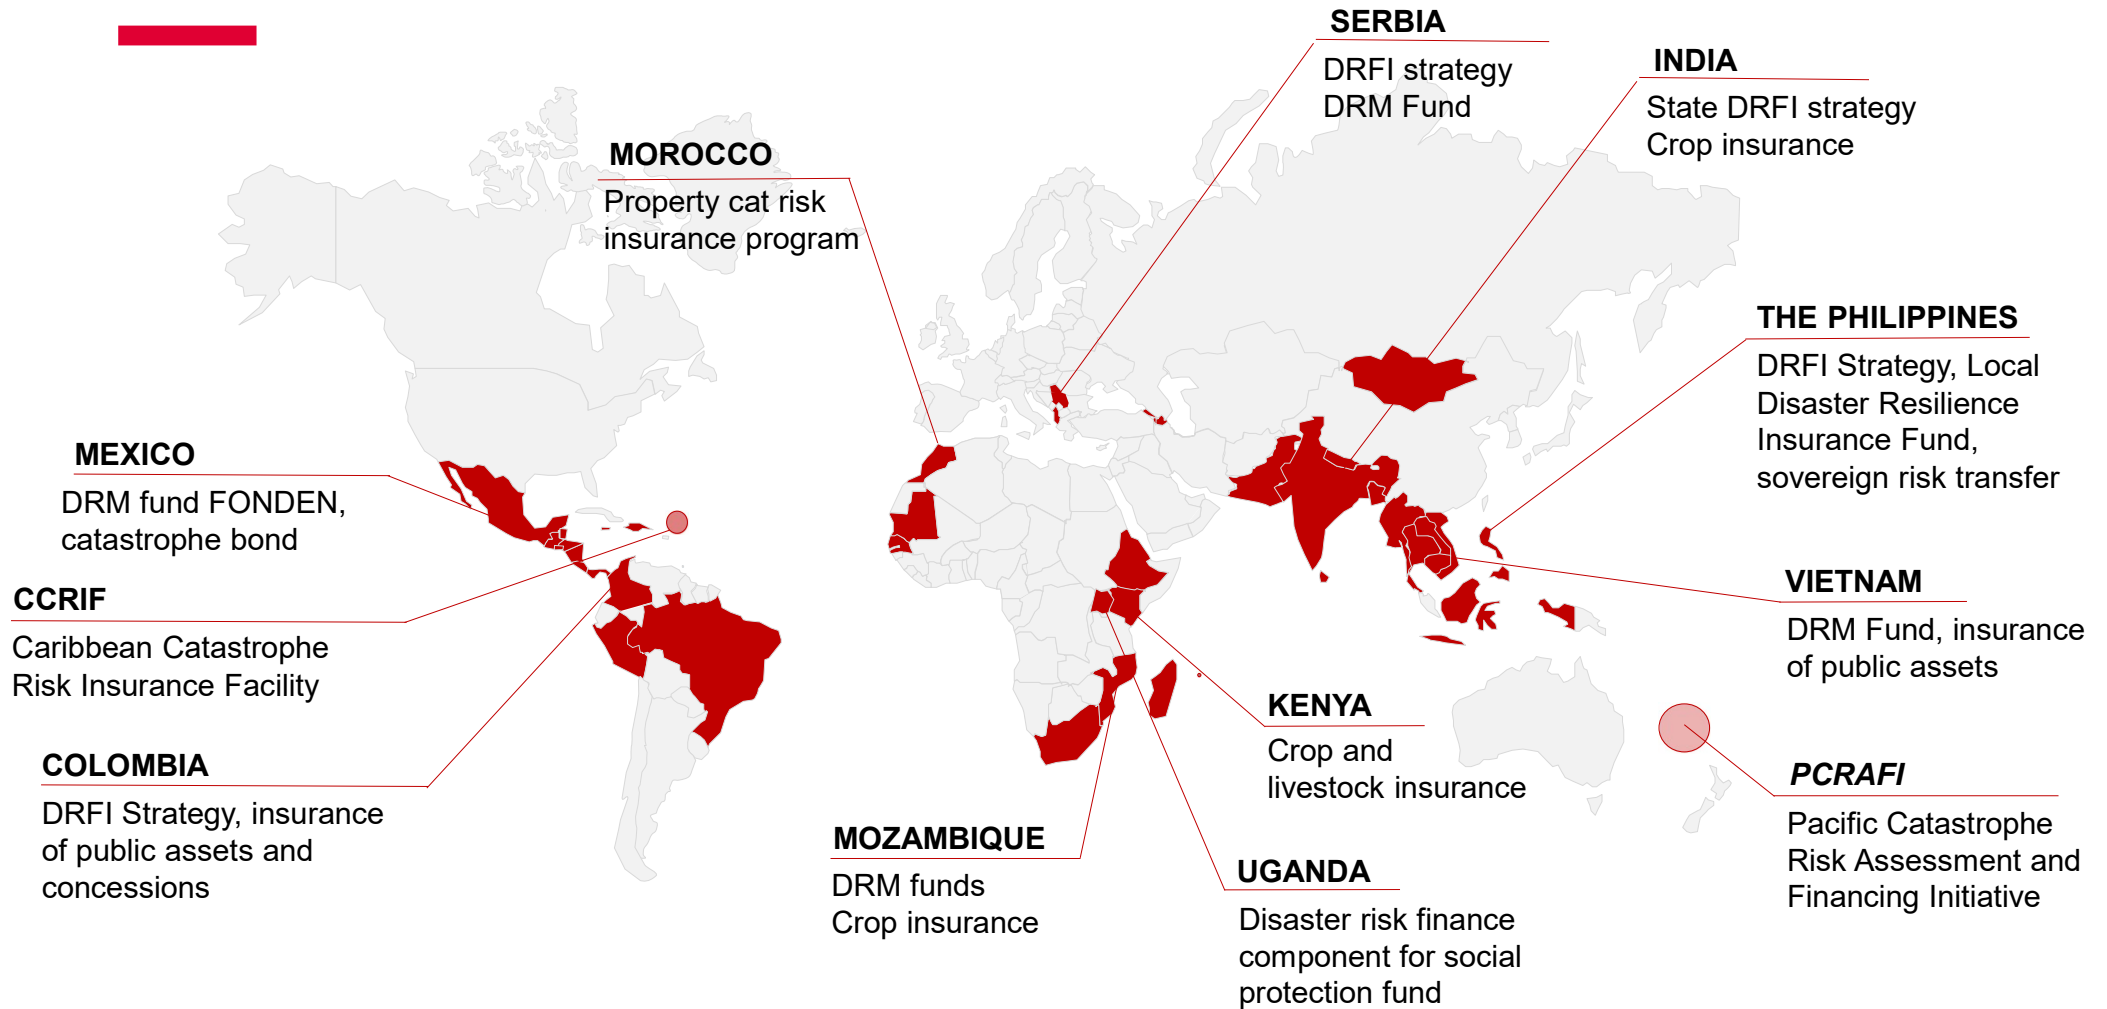 SERBIA
DRFI strategy
DRM Fund
INDIA
State DRFI strategy
Crop insurance
MOROCCO
Property cat risk
insurance program
THE PHILIPPINES
DRFI Strategy, Local
Disaster Resilience
Insurance Fund,
sovereign risk transfer
MEXICO
DRM fund FONDEN,
catastrophe bond
CCRIF
Caribbean Catastrophe
Risk Insurance Facility
VIETNAM
DRM Fund, insurance
of public assets
KENYA
Crop and
livestock insurance
COLOMBIA
DRFI Strategy, insurance
of public assets and
concessions
PCRAFI
Pacific Catastrophe
Risk Assessment and
Financing Initiative
MOZAMBIQUE
DRM funds
Crop insurance
UGANDA
Disaster risk finance
component for social
protection fund